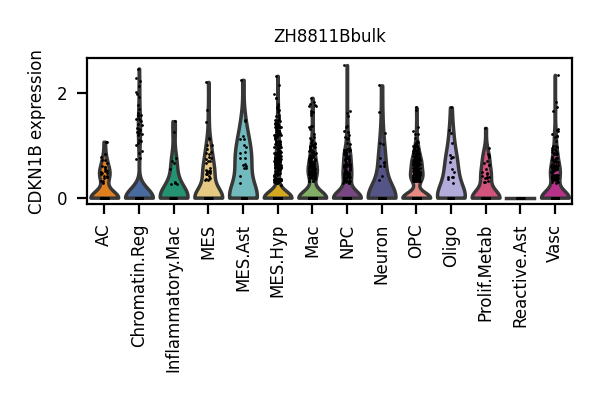 ZH8811Bbulk
CDKN1B expression
2
0
AC
Chromatin.Reg
Inflammatory.Mac
MES
MES.Ast
MES.Hyp
Mac
NPC
Neuron
OPC
Oligo
Prolif.Metab
Reactive.Ast
Vasc